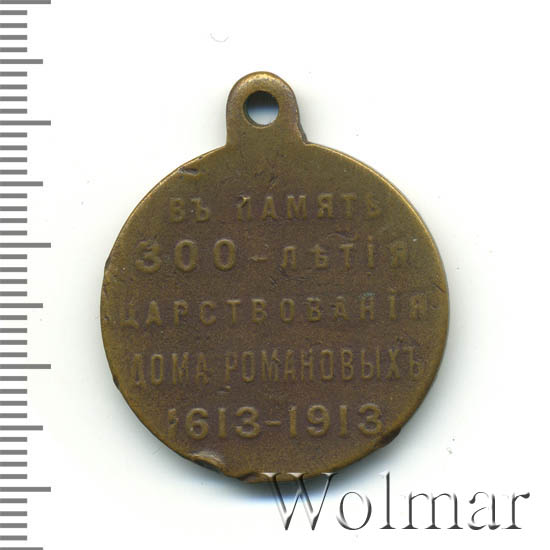 ВЪ ПАМЯТЬ
300-ЛѢТІЯ
ЦАРСТВОВАНІЯ
ДОМА РОМАНОВЫХЪ
1613-1913
Wolmar